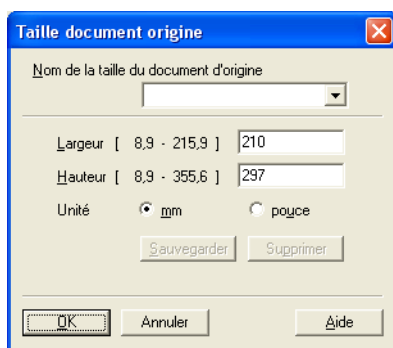 Taille document origine
Nom de la taille du document d'origine
Largeur [ 8,9 - 215,9 ] 210
Hauteur [ 8,9 - 355,6 ] 297
Unité mm pouce
Sauvegarder Supprimer
OK Annuler Aide